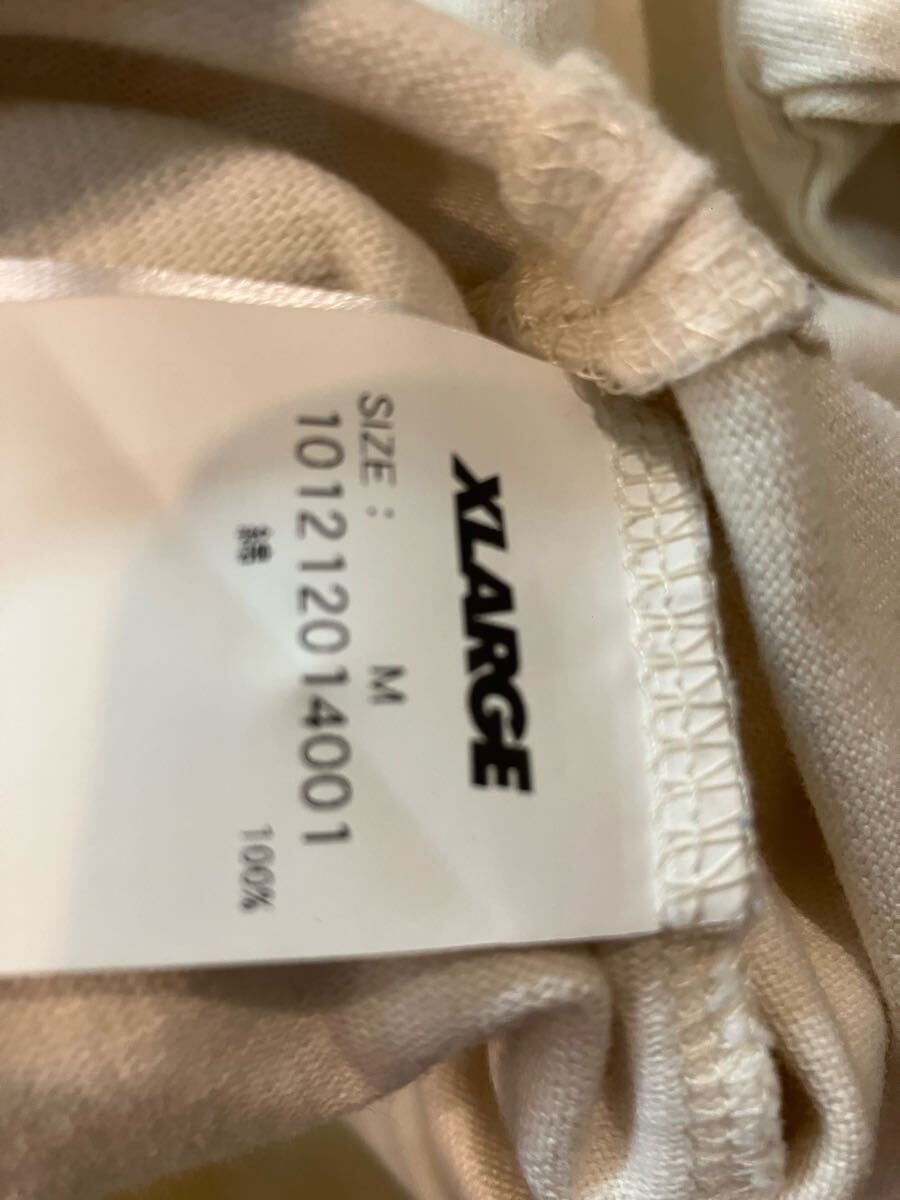 XLARGE
SIZE : M
101212014001
綿 100%